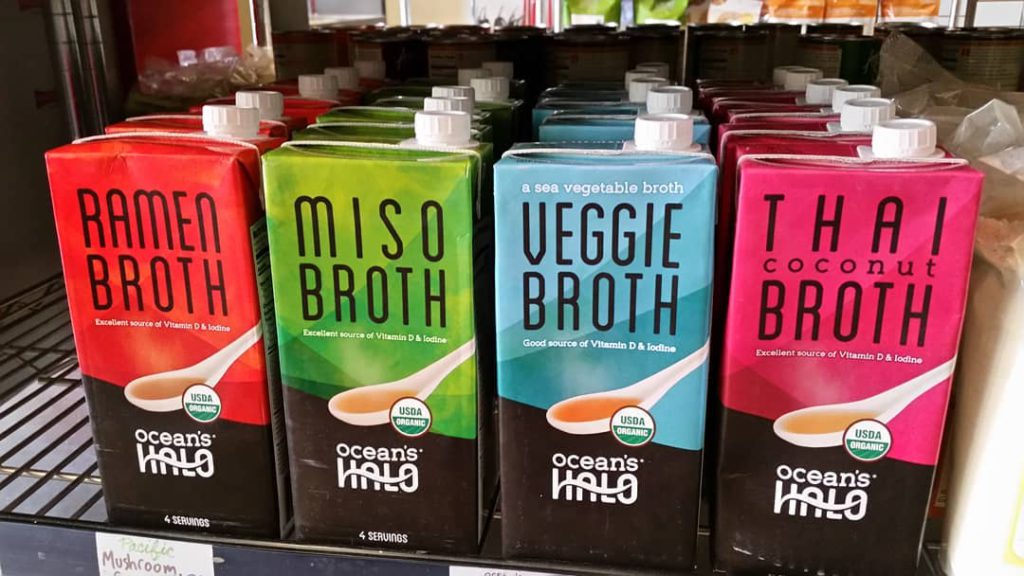 RAMEN
BROTH
Excellent source of Vitamin D & Iodine
USDA
ORGANIC
ocean's
HALO
4 SERVINGS
MISO
BROTH
Excellent source of Vitamin D & Iodine
USDA
ORGANIC
ocean's
HALO
4 SERVINGS
a sea vegetable broth
VEGGIE
BROTH
Good source of Vitamin D & Iodine
USDA
ORGANIC
ocean's
HALO
THAI
coconut
BROTH
Excellent source of Vitamin D & Iodine
USDA
ORGANIC
ocean's
HALO
Pacific
Mushroom